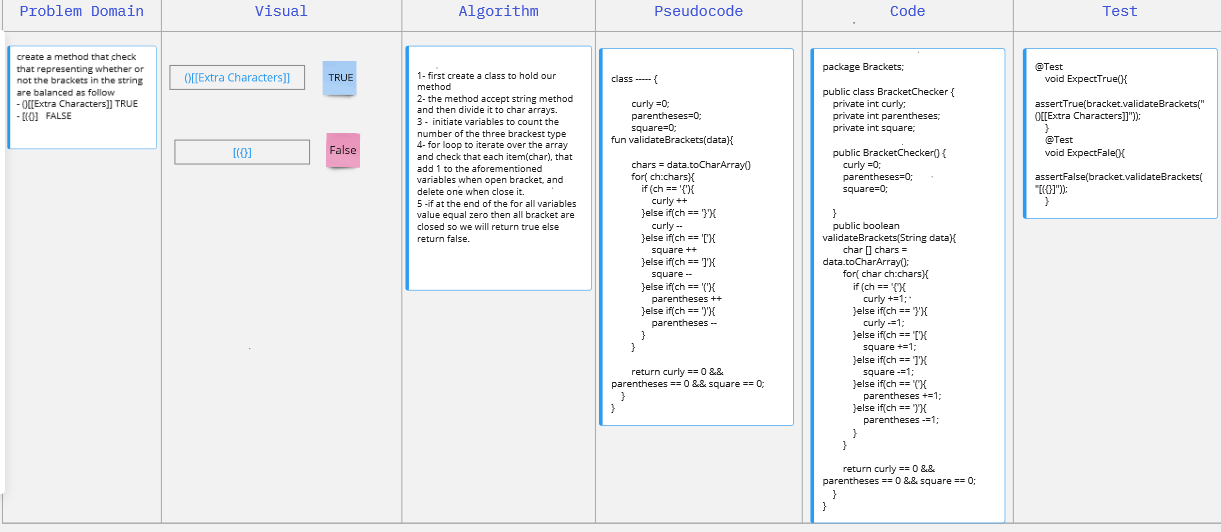 Problem Domain
create a method that check
that representing whether or
not the brackets in the string
are balanced as follow
- ()[[Extra Characters]] TRUE
- [({}]   FALSE
Visual
()[[Extra Characters]]
TRUE
[({}]
False
Algorithm
1- first create a class to hold our
method
2- the method accept string method
and then divide it to char arrays.
3 -  initiate variables to count the
number of the three brackest type
4- for loop to iterate over the array
and check that each item(char), that
add 1 to the aforementioned
variables when open bracket, and
delete one when close it.
5 -if at the end of the for all variables
value equal zero then all bracket are
closed so we will return true else
return false.
Pseudocode
class ----- {
curly =0;
parentheses=0;
square=0;
fun validateBrackets(data){
chars = data.toCharArray()
for( ch:chars){
if (ch == '{'){
curly ++
}else if(ch == '}'){
curly --
}else if(ch == '['){
square ++
}else if(ch == ']'){
square --
}else if(ch == '('){
parentheses ++
}else if(ch == ')'){
parentheses --
}
}
return curly == 0 &&
parentheses == 0 && square == 0;
}
}
Code
package Brackets;
public class BracketChecker {
private int curly;
private int parentheses;
private int square;
public BracketChecker() {
curly =0;
parentheses=0;
square=0;
}
public boolean
validateBrackets(String data){
char [] chars =
data.toCharArray();
for( char ch:chars){
if (ch == '{'){
curly +=1;
}else if(ch == '}'){
curly -=1;
}else if(ch == '['){
square +=1;
}else if(ch == ']'){
square -=1;
}else if(ch == '('){
parentheses +=1;
}else if(ch == ')'){
parentheses -=1;
}
}
return curly == 0 &&
parentheses == 0 && square == 0;
}
}
Test
@Test
void ExpectTrue(){
assertTrue(bracket.validateBrackets("
()[[Extra Characters]]"));
}
@Test
void ExpectFale(){
assertFalse(bracket.validateBrackets(
"[({}]"));
}